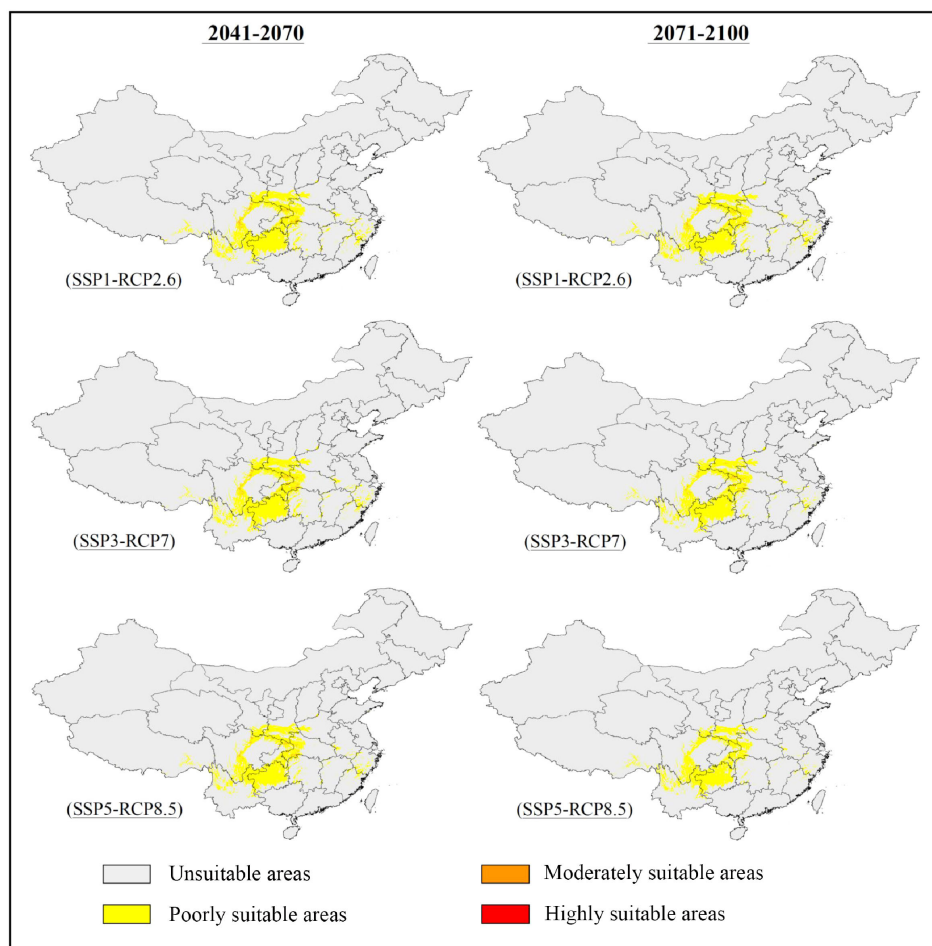 2041-2070
2071-2100
(SSP1-RCP2.6)
(SSP1-RCP2.6)
(SSP3-RCP7)
(SSP3-RCP7)
(SSP5-RCP8.5)
(SSP5-RCP8.5)
Unsuitable areas
Moderately suitable areas
Poorly suitable areas
Highly suitable areas